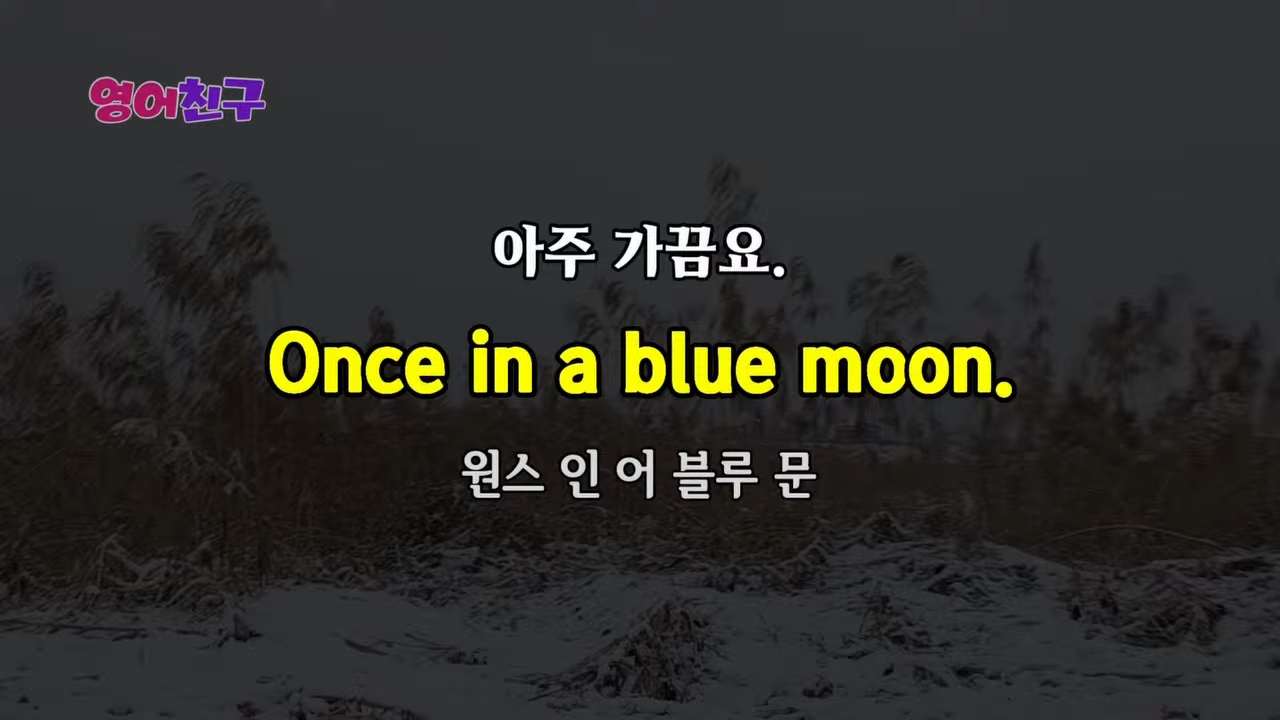 영어친구
아주 가끔요.
Once in a blue moon.
원스 인 어 블루 문